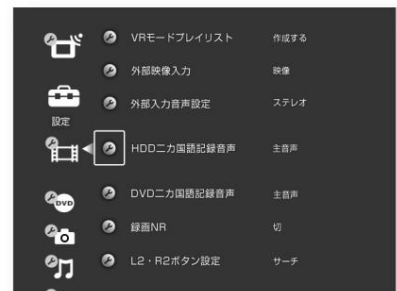 VRモードプレイリスト 作成する
外部映像入力 映像
外部入力音声設定 ステレオ
設定
HDD二カ国語記録音声 主音声
DVD二カ国語記録音声 主音声
DVD
録画NR 切
L2・R2ボタン設定 サーチ